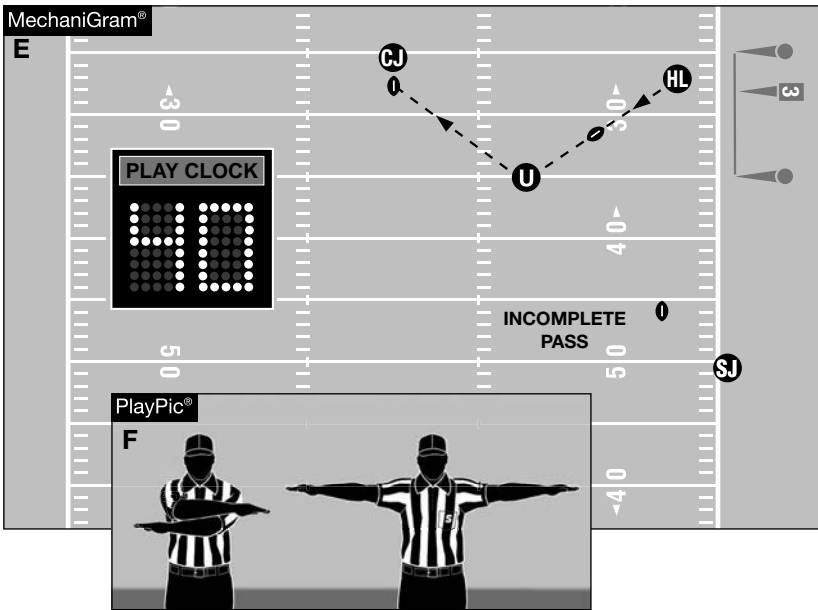 MechaniGram®
E
CJ
HL
3
◄30
30►
PLAY CLOCK
40
U
40►
INCOMPLETE
PASS
50
50
SJ
PlayPic®
F
◄40
S